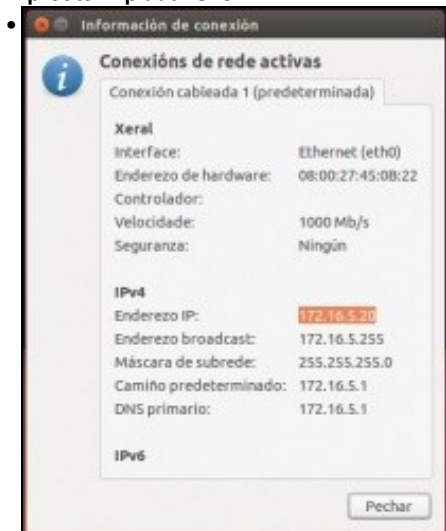 Información de conexión
Conexións de rede activas
Conexión cableada 1 (predeterminada)
Xeral
Interface: Ethernet (eth0)
Enderezo de hardware: 08:00:27:45:0B:22
Controlador:
Velocidade: 1000 Mb/s
Seguranza: Ningún
IPv4
Enderezo IP: 172.16.5.20
Enderezo broadcast: 172.16.5.255
Máscara de subrede: 255.255.255.0
Camiño predeterminado: 172.16.5.1
DNS primario: 172.16.5.1
IPv6
Pechar